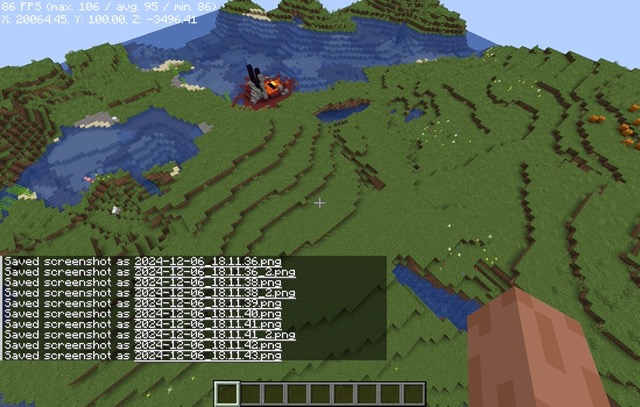 86 FPS (max. 106 / avg. 95 / min. 86)
X: 20064.45, Y: 100.00, Z: -3496.41
Saved screenshot as 2024-12-06_18.11.36.png
Saved screenshot as 2024-12-06_18.11.36_2.png
Saved screenshot as 2024-12-06_18.11.38.png
Saved screenshot as 2024-12-06_18.11.38_2.png
Saved screenshot as 2024-12-06_18.11.39.png
Saved screenshot as 2024-12-06_18.11.40.png
Saved screenshot as 2024-12-06_18.11.41.png
Saved screenshot as 2024-12-06_18.11.41_2.png
Saved screenshot as 2024-12-06_18.11.42.png
Saved screenshot as 2024-12-06_18.11.43.png